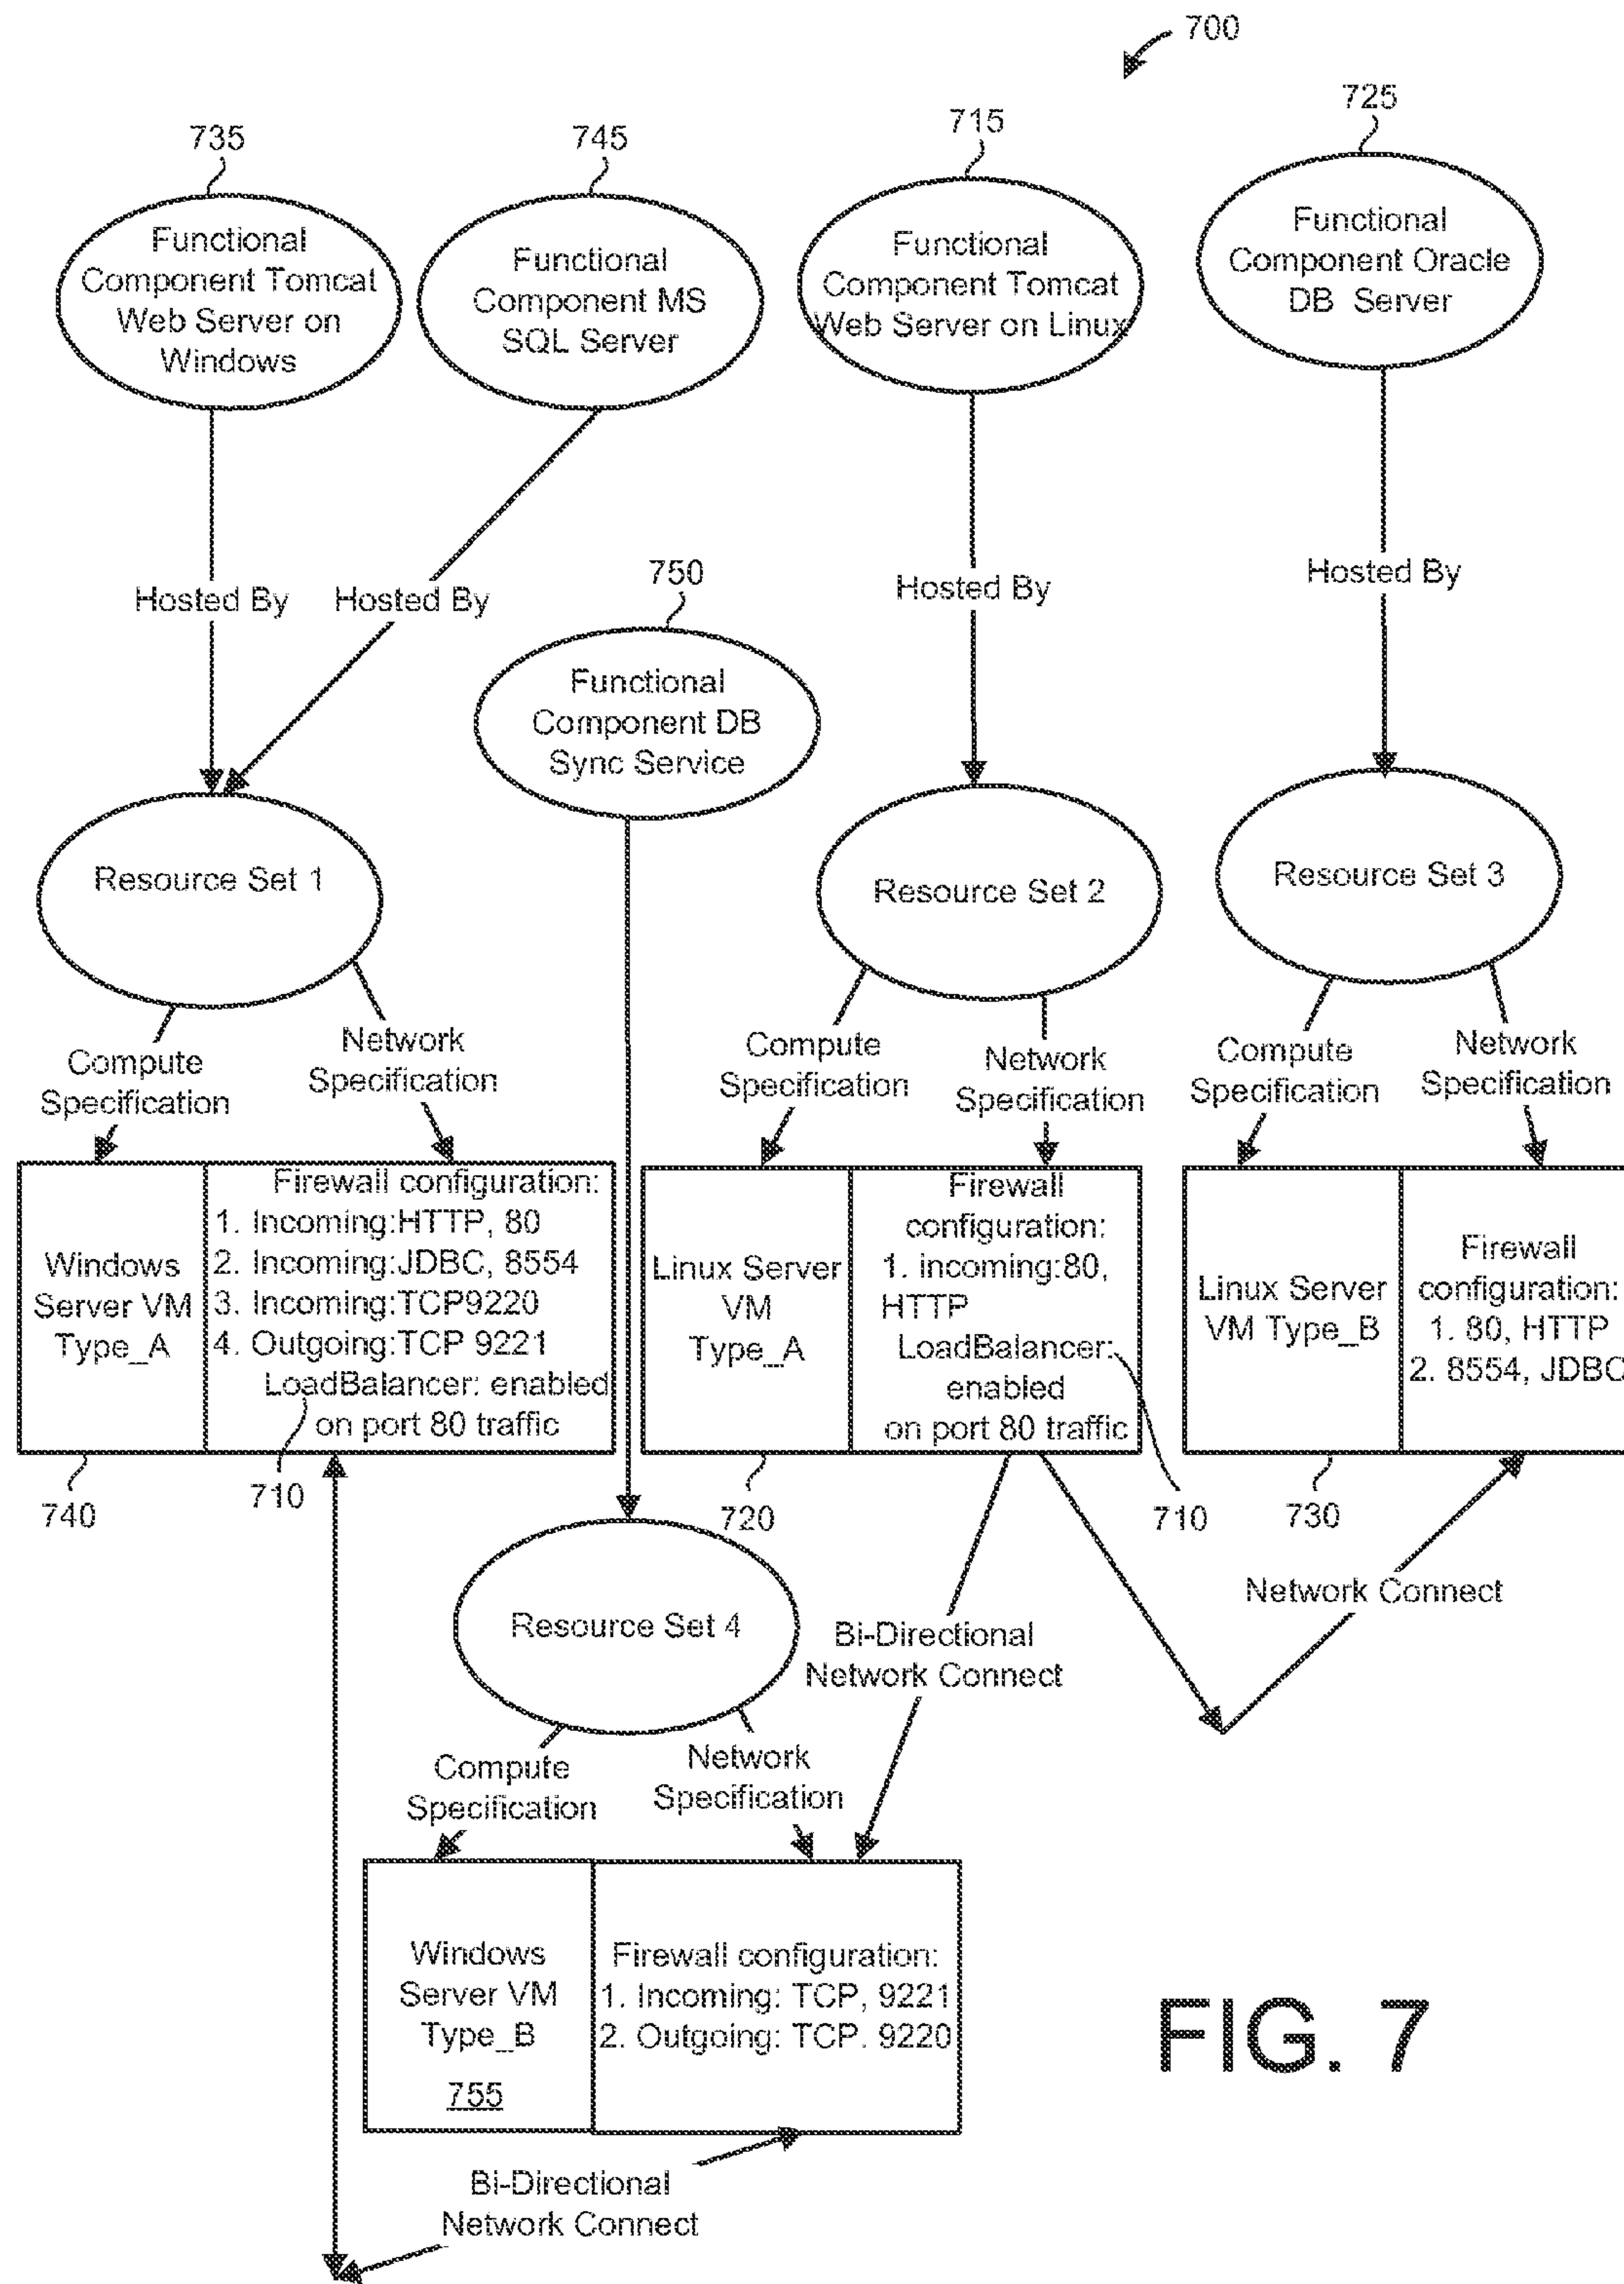 700
735
745
715
725
Functional
Component Tomcat
Web Server on
Windows
Functional
Component MS
SQL Server
Functional
Component Tomcat
Web Server on Linux
Functional
Component Oracle
DB Server
Hosted By
Hosted By
Hosted By
Hosted By
750
Functional
Component DB
Sync Service
Resource Set 1
Resource Set 2
Resource Set 3
Compute
Specification
Network
Specification
Compute
Specification
Network
Specification
Compute
Specification
Network
Specification
Windows
Server VM
Type_A
Firewall configuration:
1. Incoming:HTTP, 80
2. Incoming:JDBC, 8554
3. Incoming:TCP9220
4. Outgoing:TCP 9221
LoadBalancer: enabled
on port 80 traffic
Linux Server
VM
Type_A
Firewall
configuration:
1. incoming:80,
HTTP
LoadBalancer:
enabled
on port 80 traffic
Linux Server
VM Type_B
Firewall
configuration:
1. 80, HTTP
2. 8554, JDBC
740
710
720
710
730
Resource Set 4
Bi-Directional
Network Connect
Network Connect
Compute
Specification
Network
Specification
Windows
Server VM
Type_B
755
Firewall configuration:
1. Incoming: TCP, 9221
2. Outgoing: TCP. 9220
Bi-Directional
Network Connect
FIG. 7